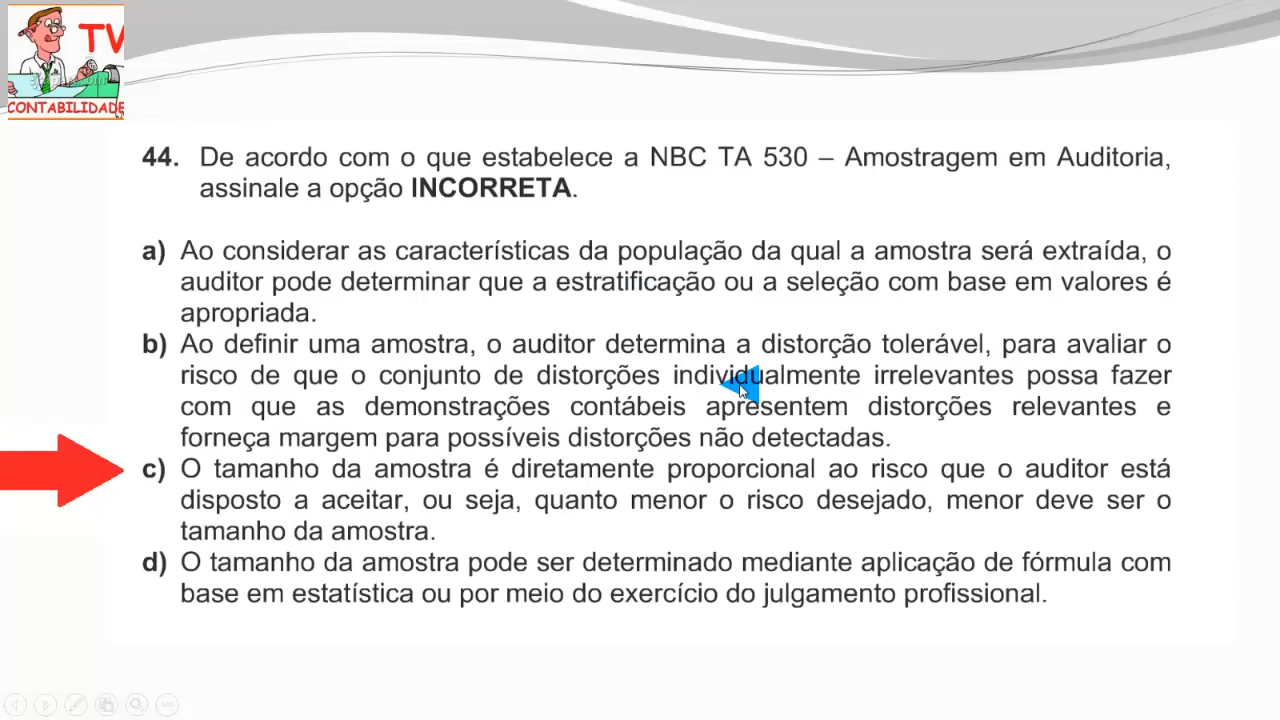 TV
CONTABILIDADE
44. De acordo com o que estabelece a NBC TA 530 – Amostragem em Auditoria,
assinale a opção INCORRETA.
a) Ao considerar as características da população da qual a amostra será extraída, o
auditor pode determinar que a estratificação ou a seleção com base em valores é
apropriada.
b) Ao definir uma amostra, o auditor determina a distorção tolerável, para avaliar o
risco de que o conjunto de distorções individualmente irrelevantes possa fazer
com que as demonstrações contábeis apresentem distorções relevantes e
forneça margem para possíveis distorções não detectadas.
c) O tamanho da amostra é diretamente proporcional ao risco que o auditor está
disposto a aceitar, ou seja, quanto menor o risco desejado, menor deve ser o
tamanho da amostra.
d) O tamanho da amostra pode ser determinado mediante aplicação de fórmula com
base em estatística ou por meio do exercício do julgamento profissional.